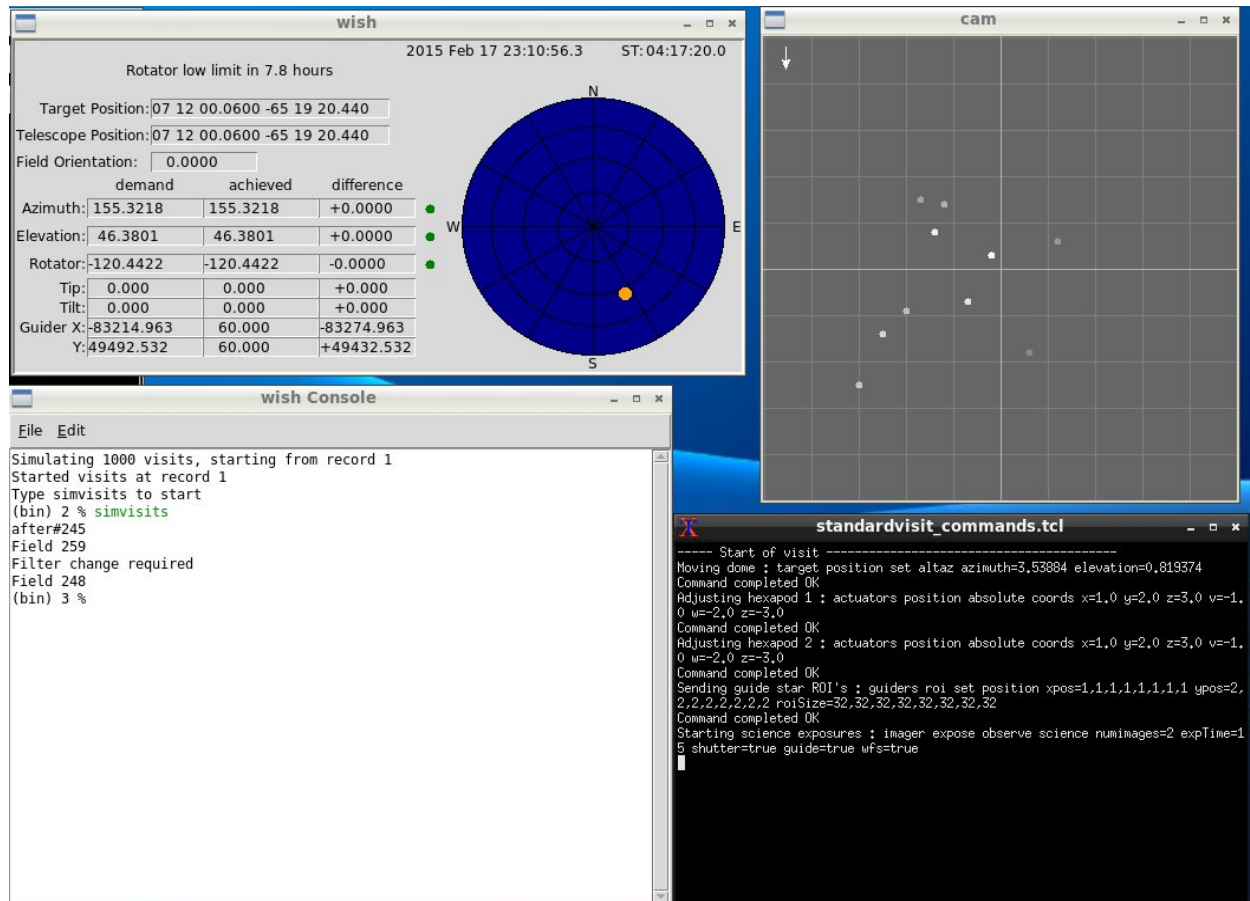 wish
2015 Feb 17 23:10:56.3 ST:04:17:20.0
Rotator low limit in 7.8 hours
Target Position: 07 12 00.0600 -65 19 20.440
Telescope Position: 07 12 00.0600 -65 19 20.440
Field Orientation: 0.0000
demand achieved difference
Azimuth: 155.3218 155.3218 +0.0000
Elevation: 46.3801 46.3801 +0.0000
Rotator: -120.4422 -120.4422 -0.0000
Tip: 0.000 0.000 +0.000
Tilt: 0.000 0.000 +0.000
Guider X: -83214.963 60.000 -83274.963
Y: 49492.532 60.000 +49432.532
N
W
E
S
cam
wish Console
File Edit
Simulating 1000 visits, starting from record 1
Started visits at record 1
Type simvisits to start
(bin) 2 % simvisits
after#245
Field 259
Filter change required
Field 248
(bin) 3 %
standardvisit_commands.tcl
----- Start of visit -----------------------------------------
Moving dome : target position set altaz azimuth=3.53884 elevation=0.819374
Command completed OK
Adjusting hexapod 1 : actuators position absolute coords x=1.0 y=2.0 z=3.0 v=-1.
0 w=-2.0 z=-3.0
Command completed OK
Adjusting hexapod 2 : actuators position absolute coords x=1.0 y=2.0 z=3.0 v=-1.
0 w=-2.0 z=-3.0
Command completed OK
Sending guide star ROI's : guiders roi set position xpos=1,1,1,1,1,1,1,1 ypos=2,
2,2,2,2,2,2,2 roiSize=32,32,32,32,32,32,32,32
Command completed OK
Starting science exposures : imager expose observe science numimages=2 expTime=1
5 shutter=true guide=true wfs=true